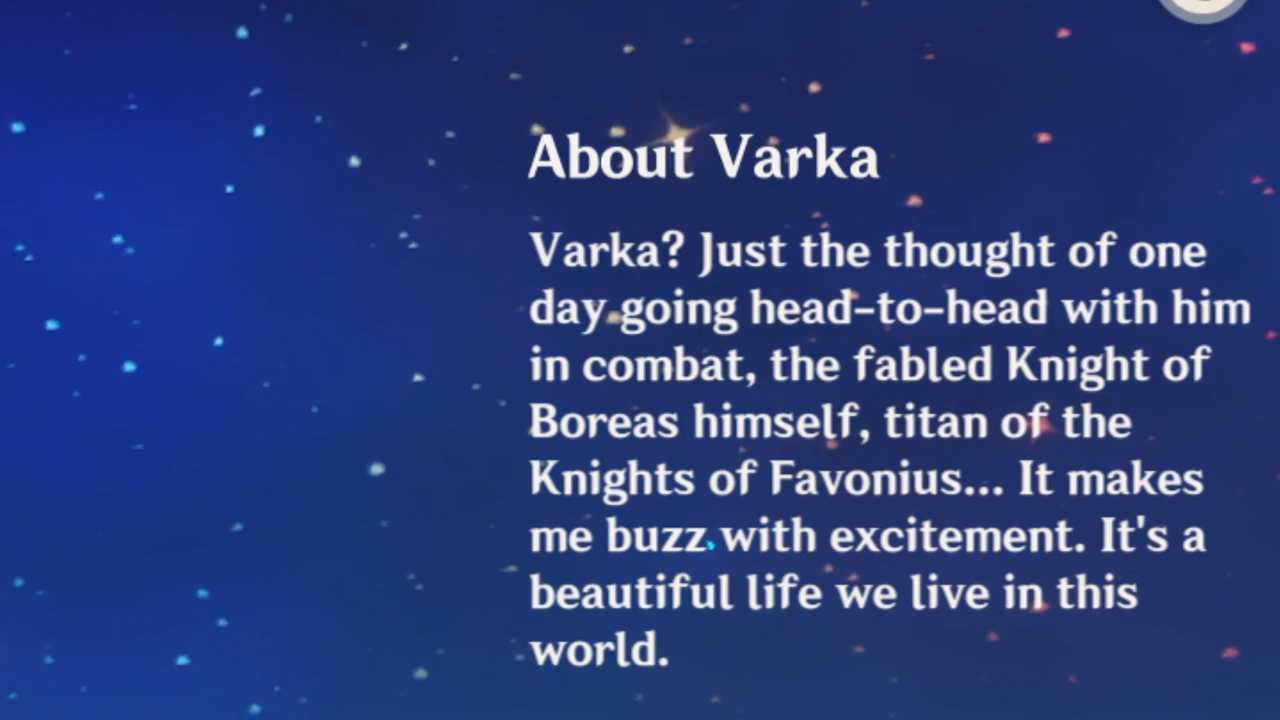 About Varka
Varka? Just the thought of one
day going head-to-head with him
in combat, the fabled Knight of
Boreas himself, titan of the
Knights of Favonius... It makes
me buzz with excitement. It's a
beautiful life we live in this
world.